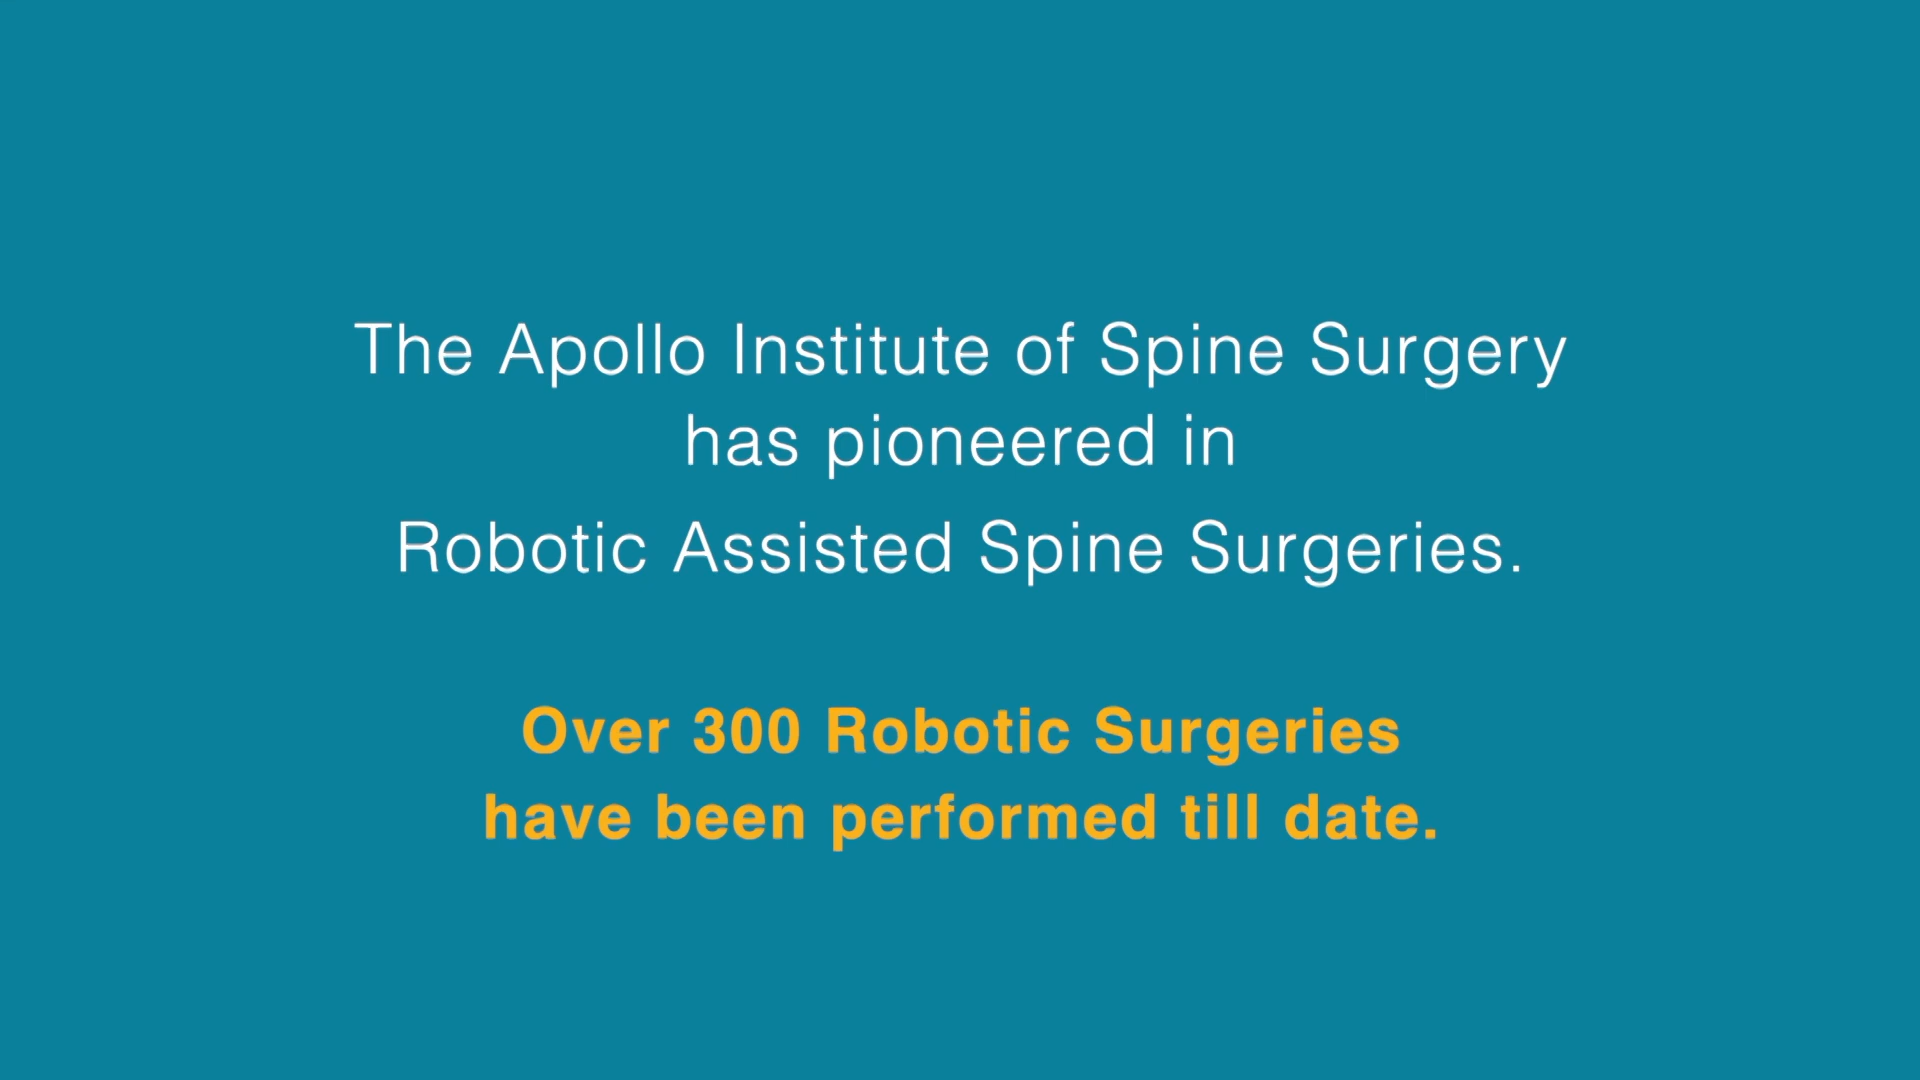 The Apollo Institute of Spine Surgery
has pioneered in
Robotic Assisted Spine Surgeries.
Over 300 Robotic Surgeries
have been performed till date.